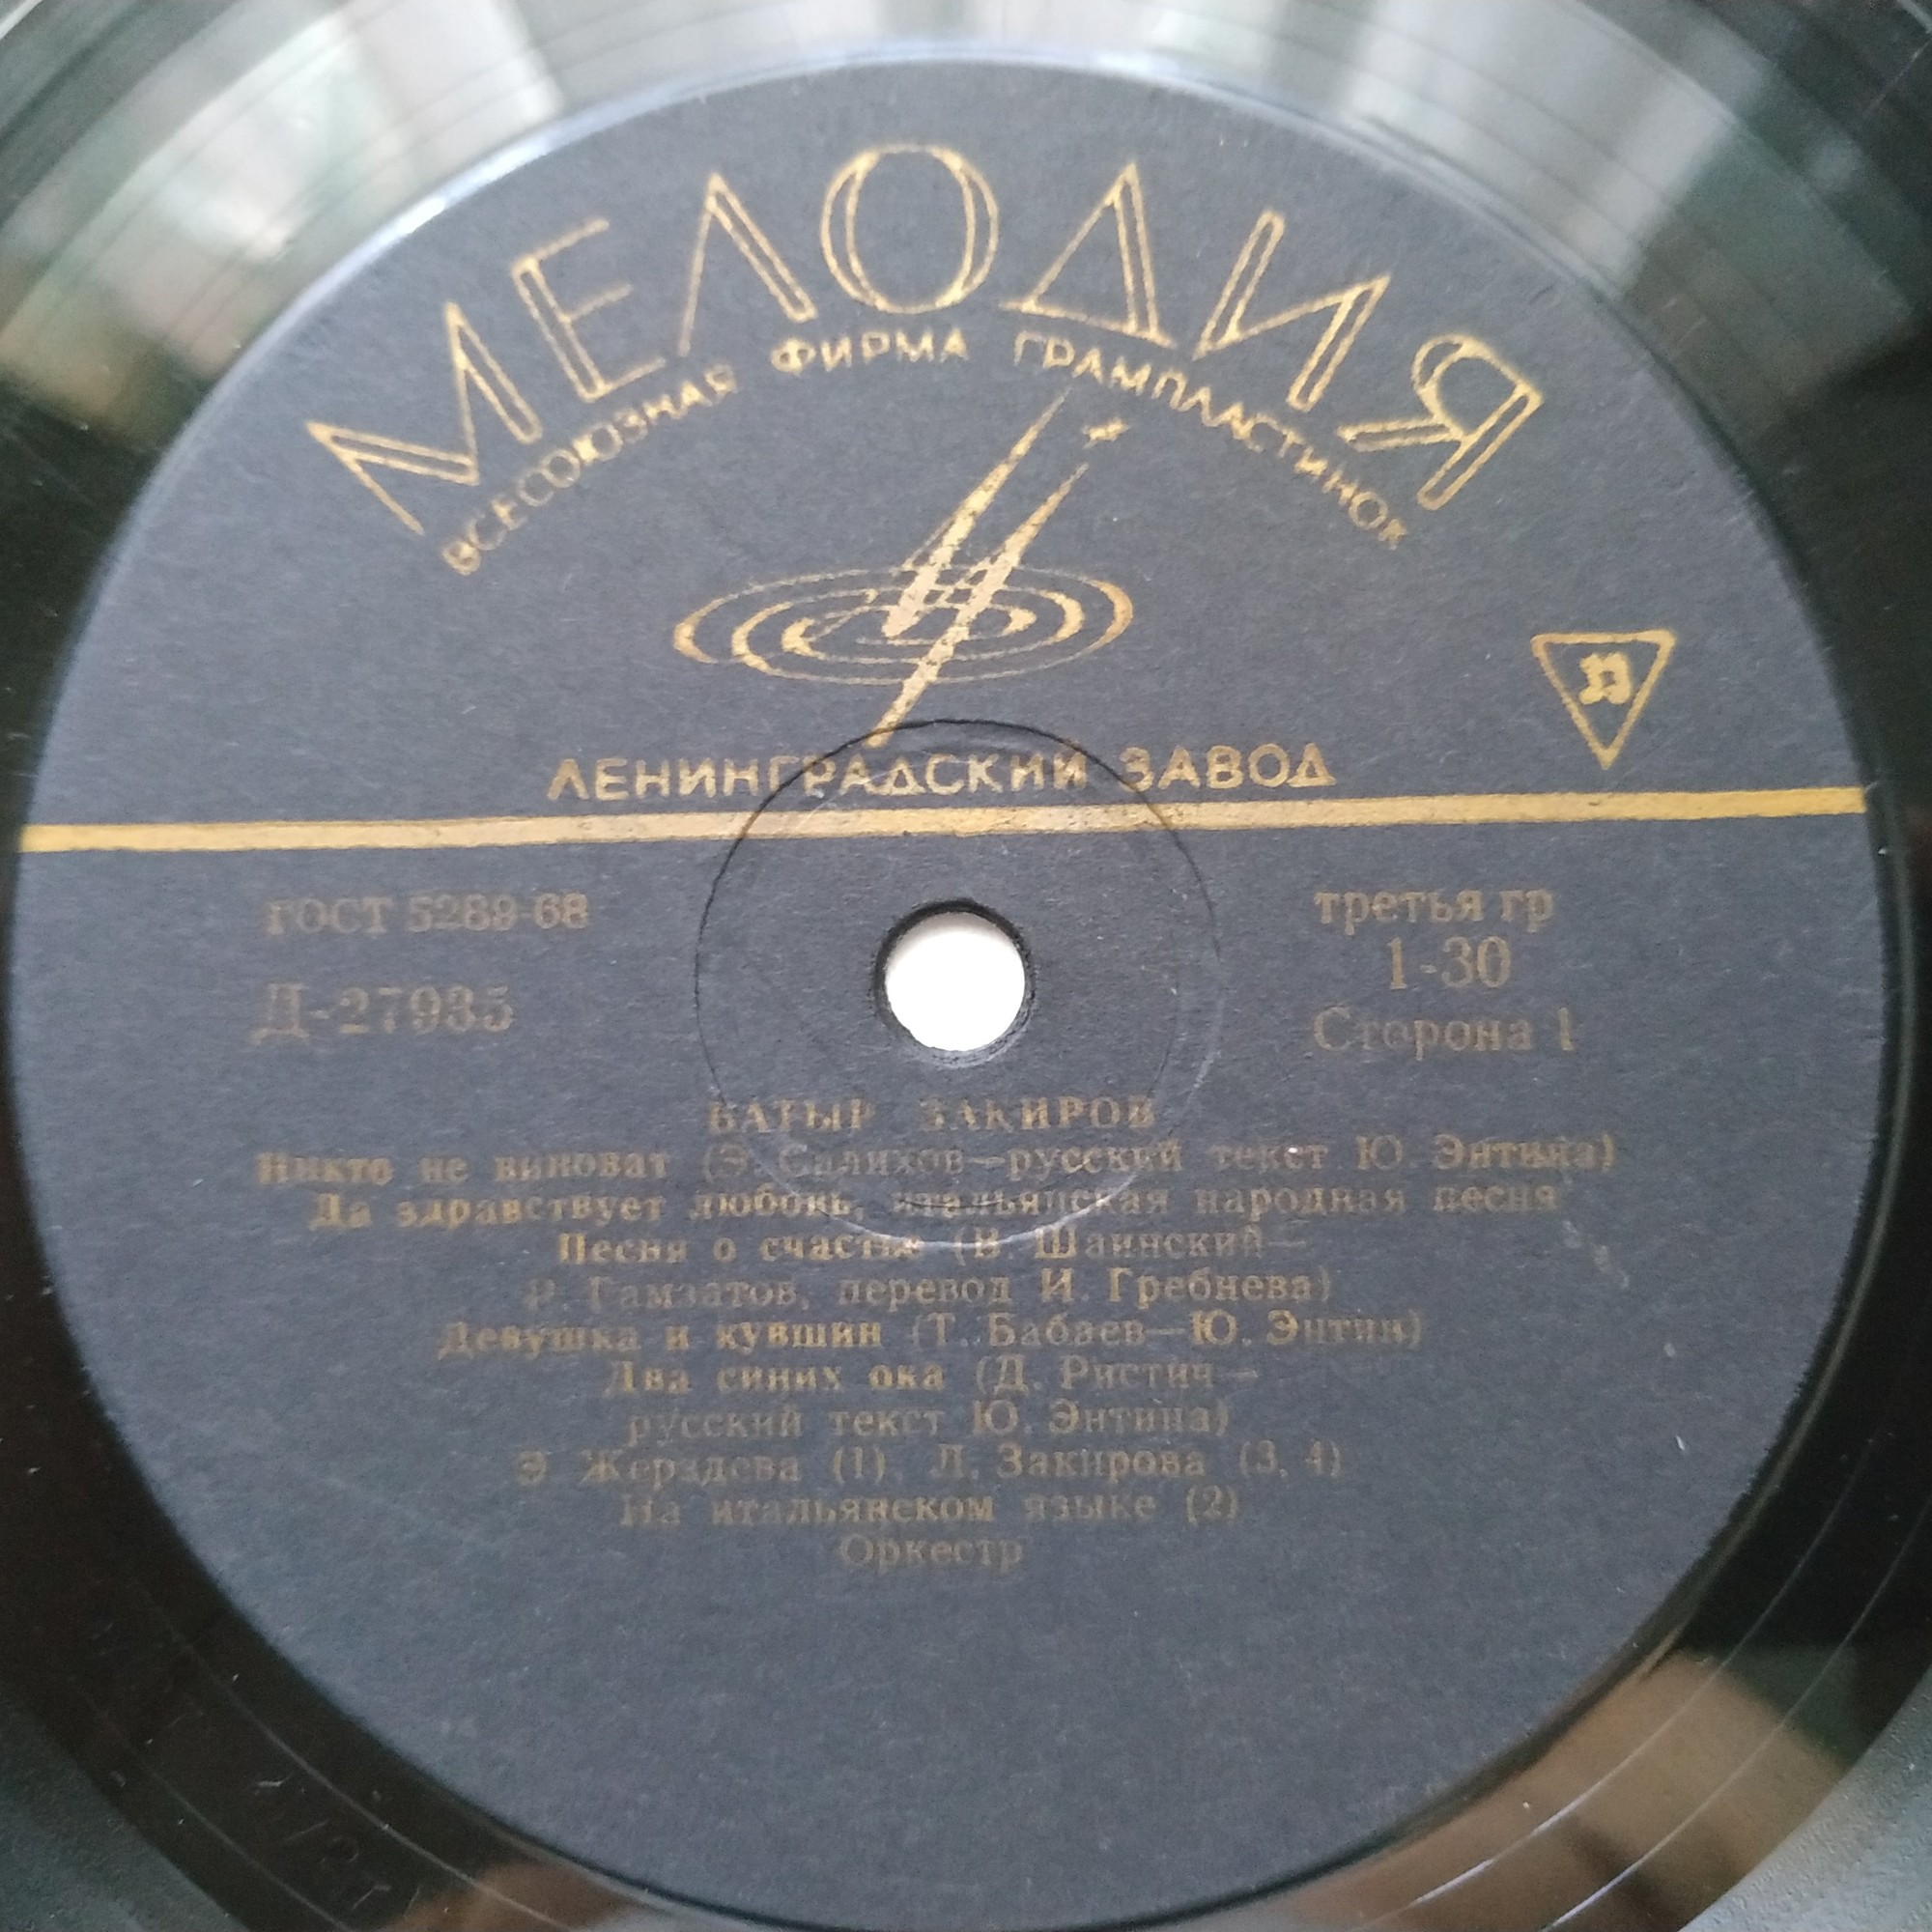 МЕЛОДИЯ
ВСЕСОЮЗНАЯ ФИРМА ГРАМПЛАСТИНОК
ЛЕНИНГРАДСКИЙ ЗАВОД
ГОСТ 5289-68
третья гр
1-30
Д-27935
Сторона 1
БАТЫР ЗАКИРОВ
Никто не виноват (Э. Салихов—русский текст Ю. Энтина)
Да здравствует любовь, итальянская народная песня
Песня о счастье (В. Шаинский—
Р. Гамзатов, перевод И. Гребнева)
Девушка и кувшин (Т. Бабаев—Ю. Энтин)
Два синих ока (Д. Ристич—
русский текст Ю. Энтина)
Э Жерздева (1), Л. Закирова (3, 4)
На итальянском языке (2)
Оркестр